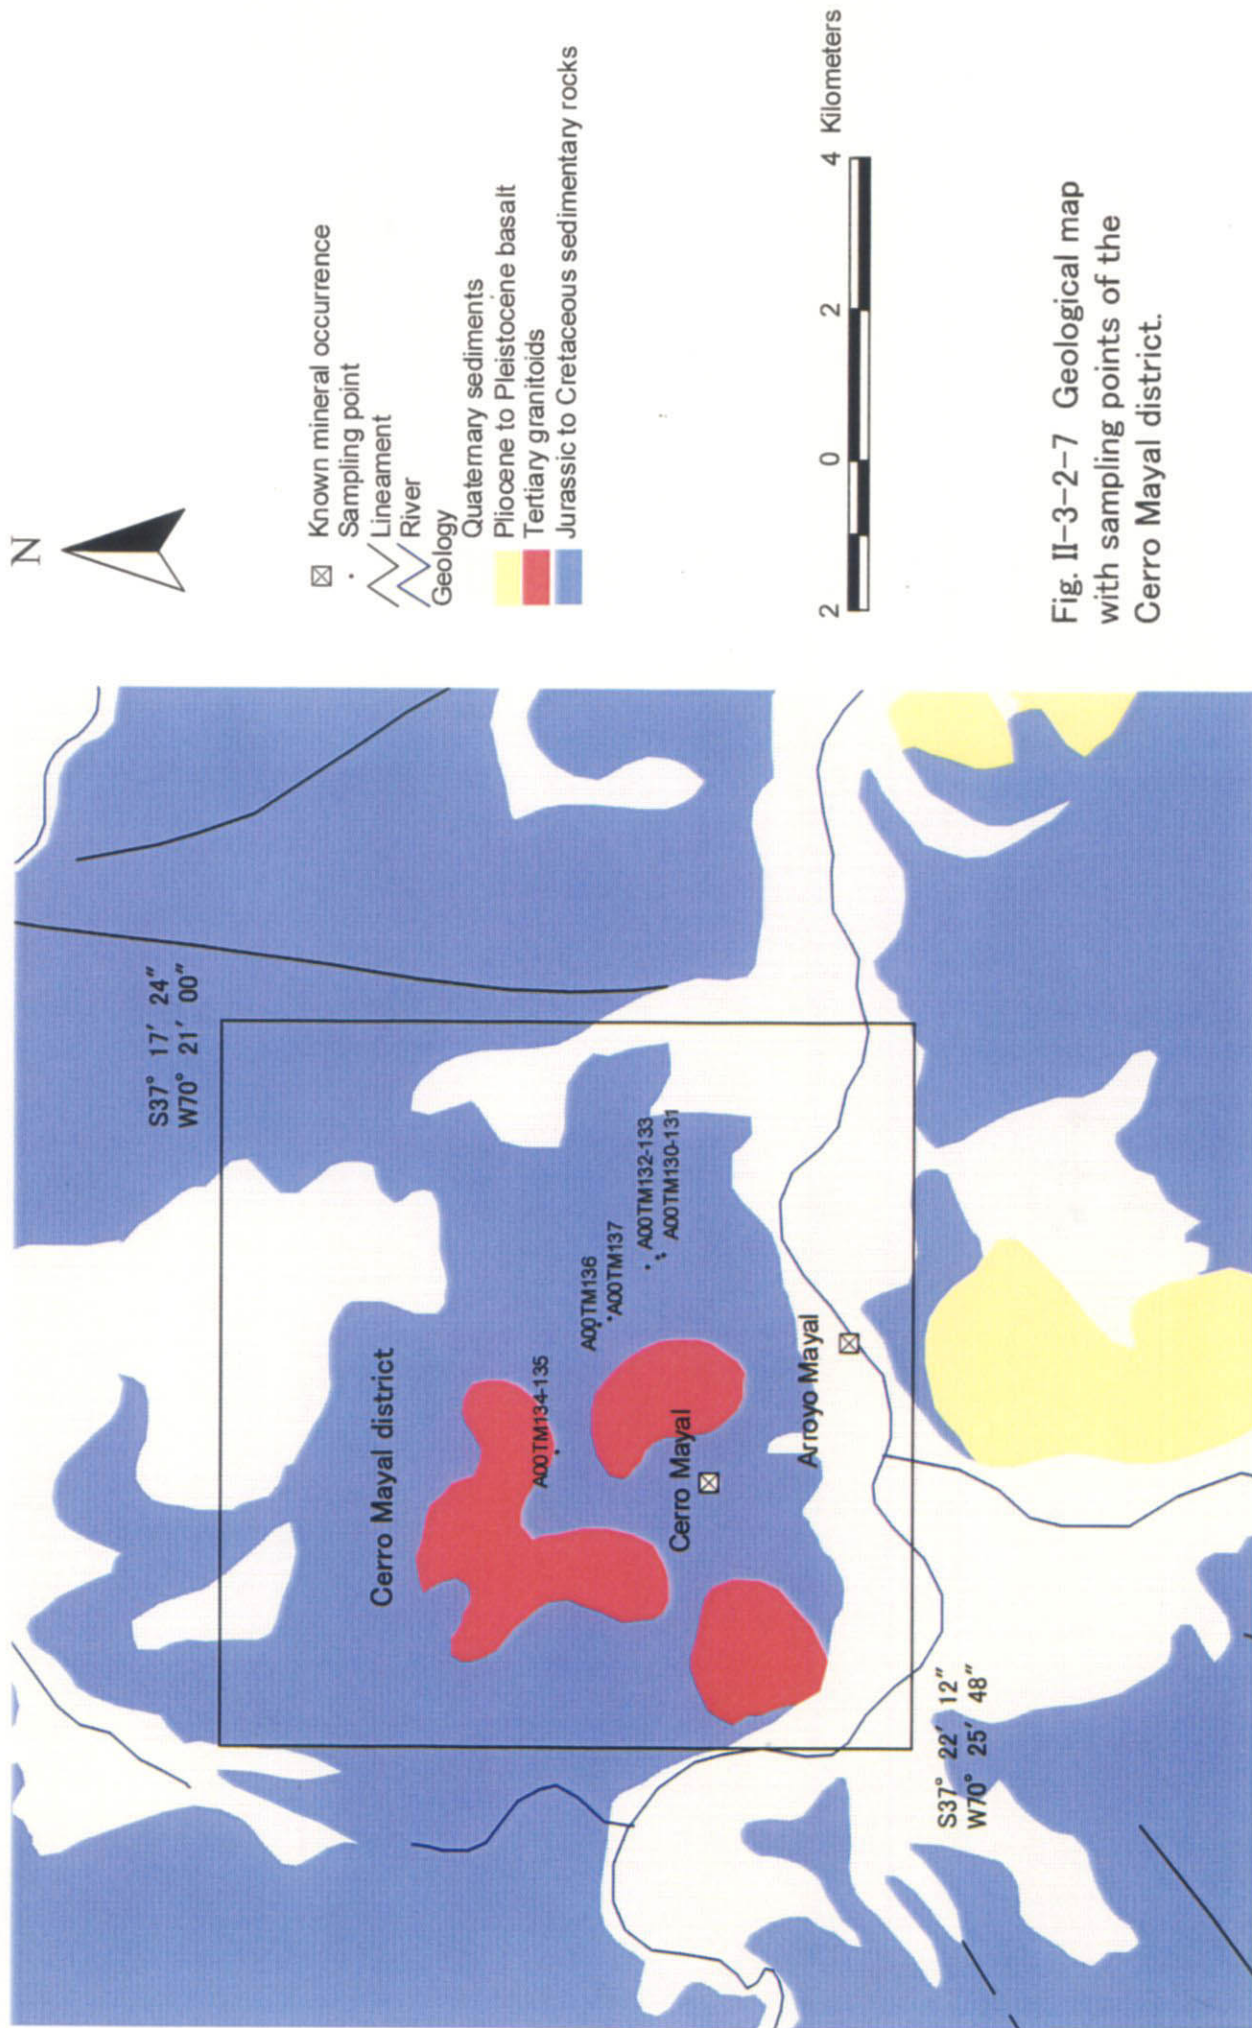 N
Known mineral occurrence
Sampling point
Lineament
River
Geology
Quaternary sediments
Pliocene to Pleistocene basalt
Tertiary granitoids
Jurassic to Cretaceous sedimentary rocks
2 0 2 4 Kilometers
Fig. II-3-2-7 Geological map
with sampling points of the
Cerro Mayal district.
S37° 17′ 24″
W70° 21′ 00″
Cerro Mayal district
A00TM134-135
A00TM136
A00TM137
A00TM132-133
A00TM130-131
Cerro Mayal
Arroyo Mayal
S37° 22′ 12″
W70° 25′ 48″